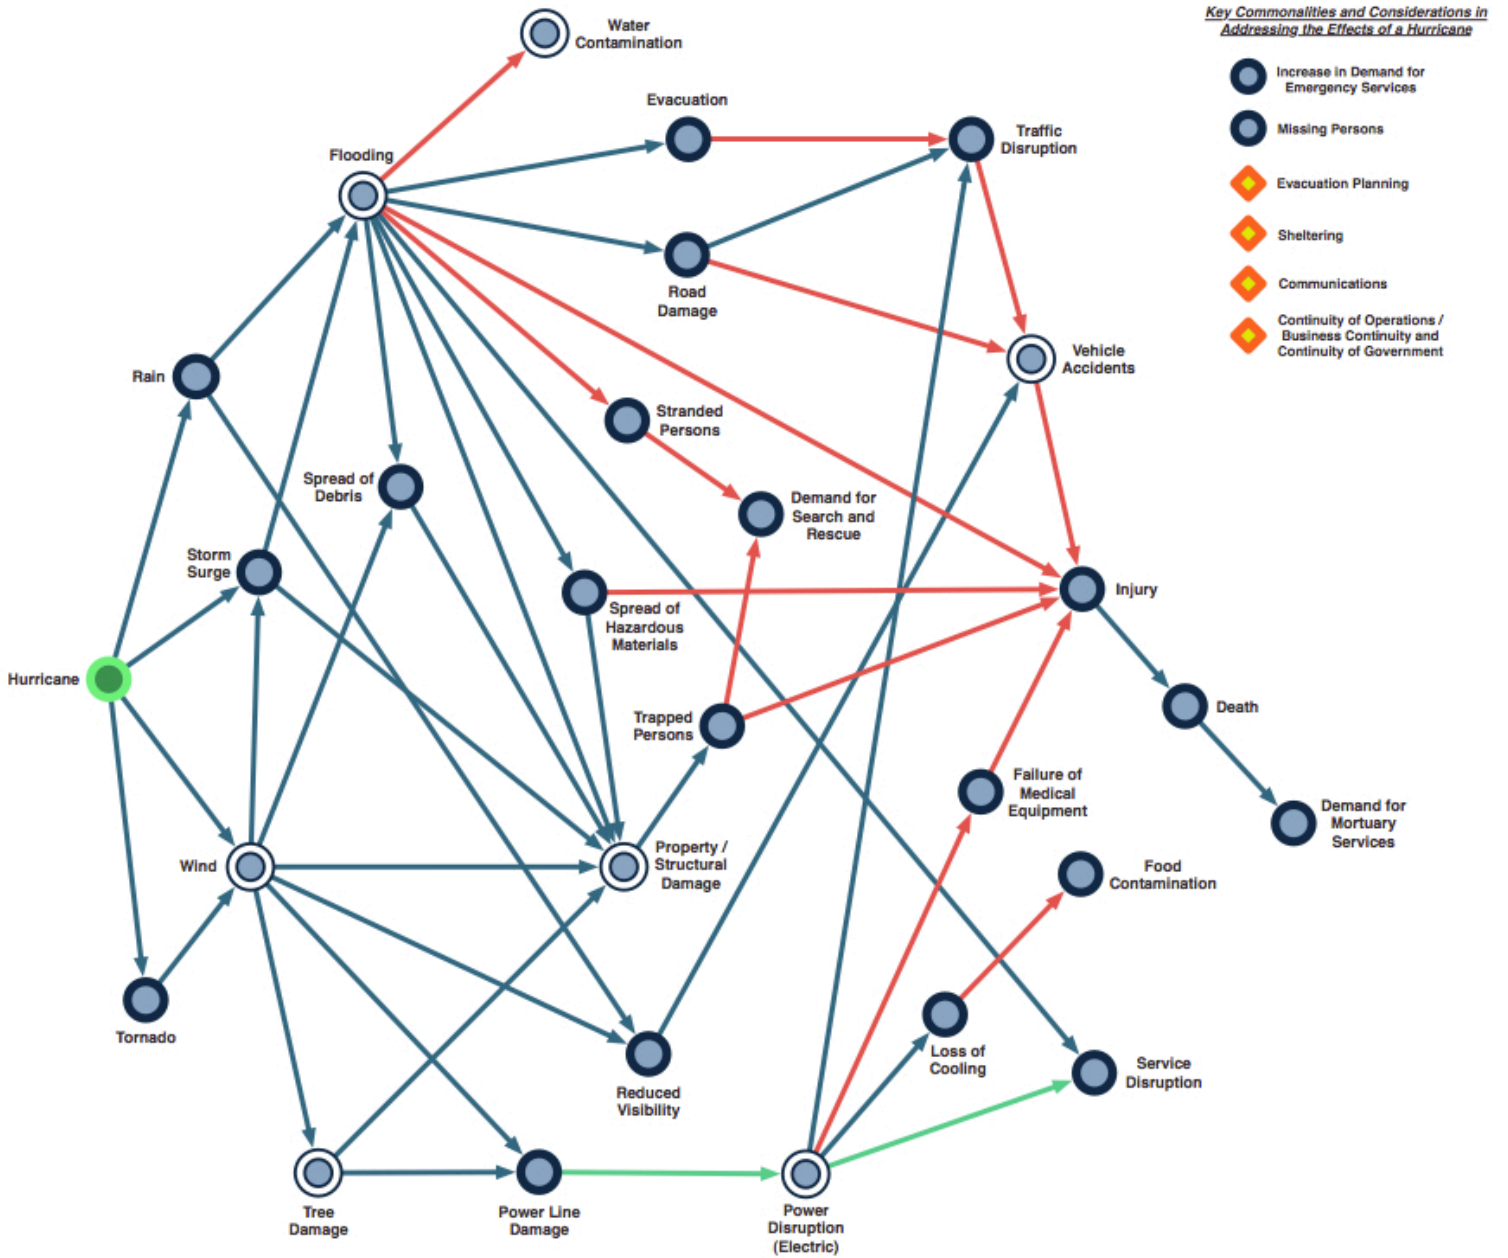 Key Commonalities and Considerations in
Addressing the Effects of a Hurricane
Increase in Demand for
Emergency Services
Missing Persons
Evacuation Planning
Sheltering
Communications
Continuity of Operations /
Business Continuity and
Continuity of Government
Water
Contamination
Evacuation
Traffic
Disruption
Flooding
Road
Damage
Vehicle
Accidents
Rain
Stranded
Persons
Spread of
Debris
Demand for
Search and
Rescue
Storm
Surge
Injury
Spread of
Hazardous
Materials
Hurricane
Trapped
Persons
Death
Failure of
Medical
Equipment
Demand for
Mortuary
Services
Wind
Property /
Structural
Damage
Food
Contamination
Tornado
Loss of
Cooling
Service
Disruption
Reduced
Visibility
Tree
Damage
Power Line
Damage
Power
Disruption
(Electric)